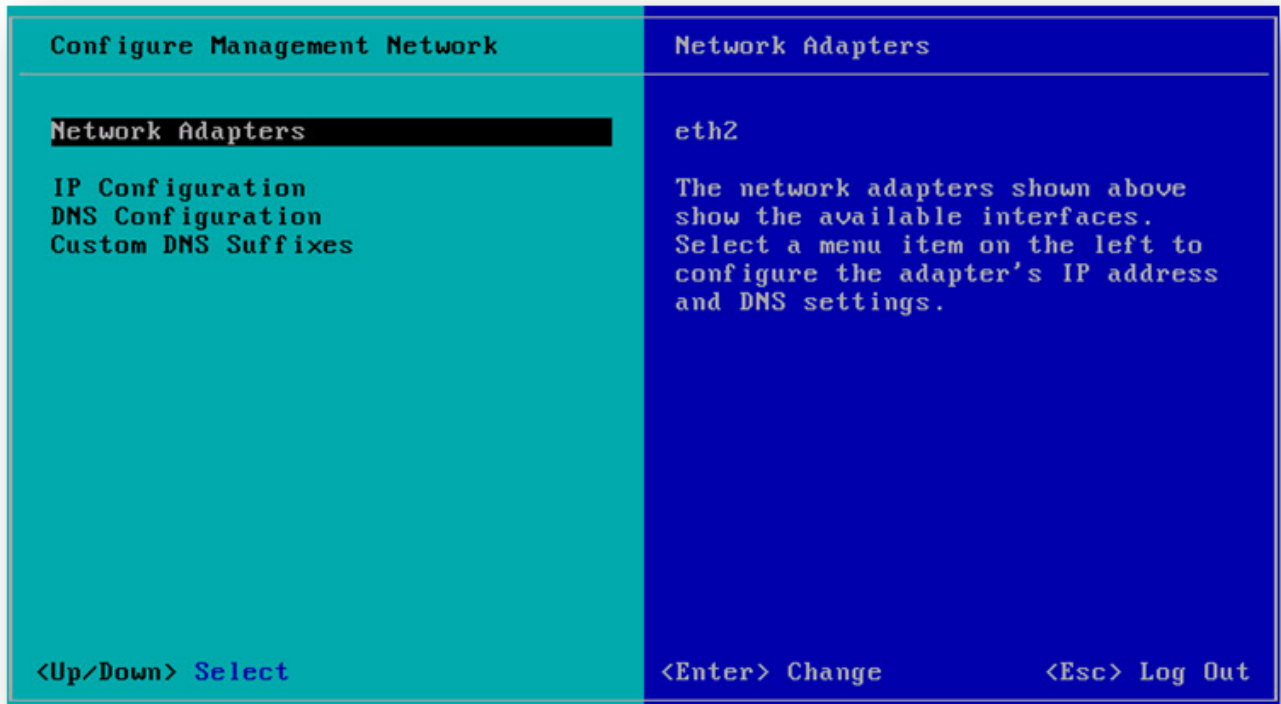 Configure Management Network
Network Adapters
Network Adapters
IP Configuration
DNS Configuration
Custom DNS Suffixes
eth2
The network adapters shown above
show the available interfaces.
Select a menu item on the left to
configure the adapter's IP address
and DNS settings.
<Up/Down> Select
<Enter> Change
<Esc> Log Out